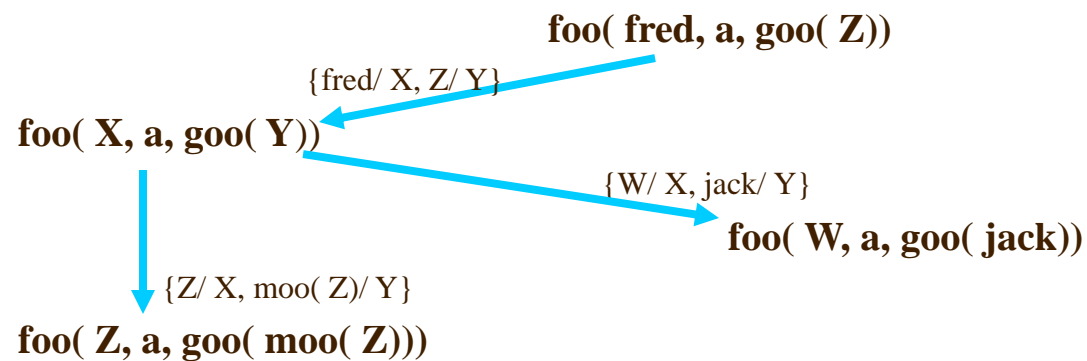 foo( fred, a, goo( Z))
{fred/ X, Z/ Y}
foo( X, a, goo( Y))
{W/ X, jack/ Y}
foo( W, a, goo( jack))
{Z/ X, moo( Z)/ Y}
foo( Z, a, goo( moo( Z)))